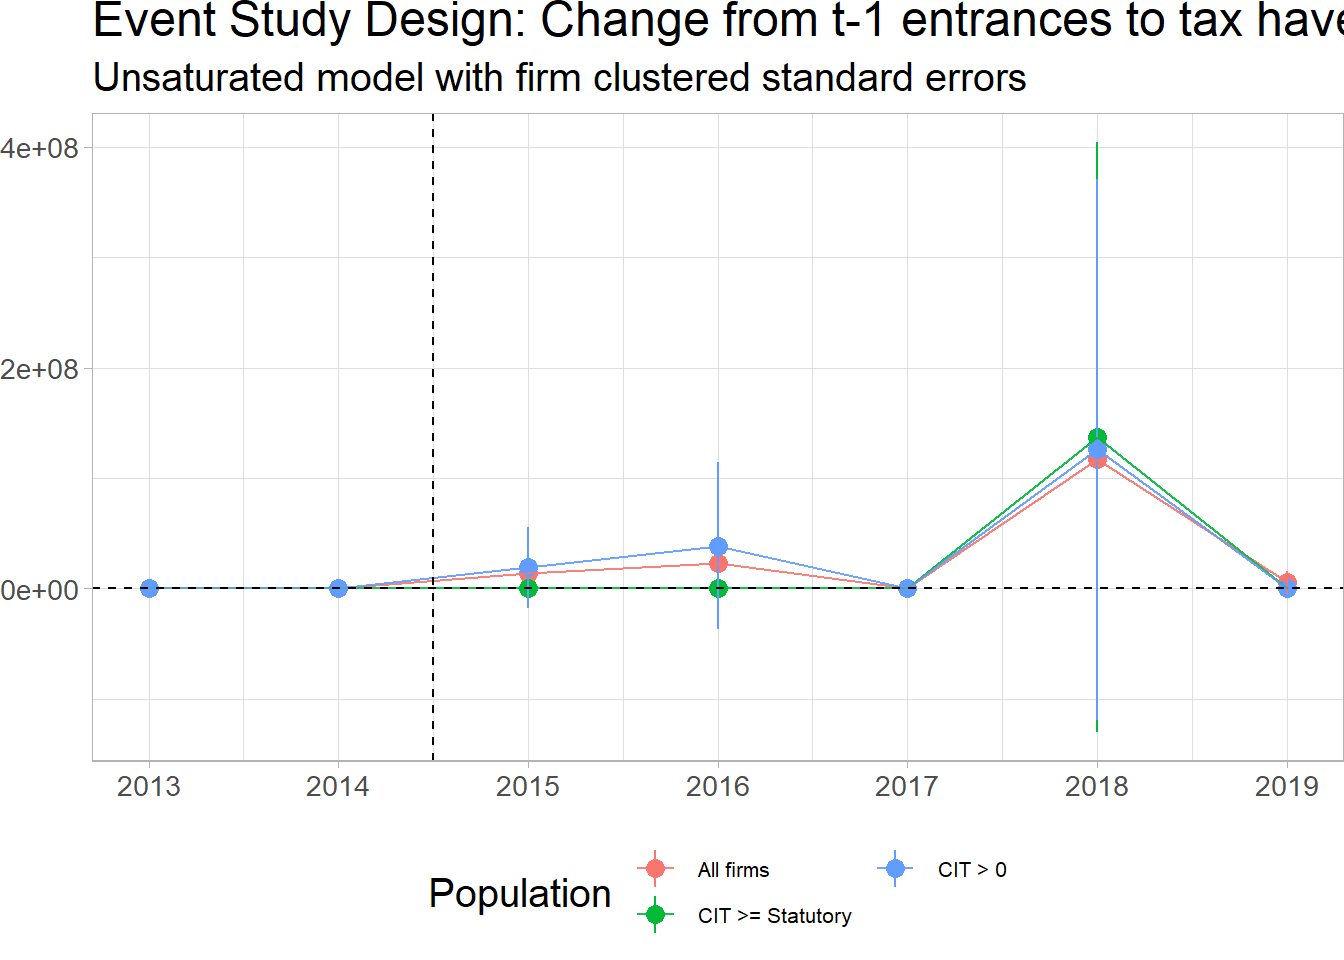 Event Study Design: Change from t-1 entrances to tax have
Unsaturated model with firm clustered standard errors
4e+08
2e+08
0e+00
2013 2014 2015 2016 2017 2018 2019
Population
All firms
CIT >= Statutory
CIT > 0